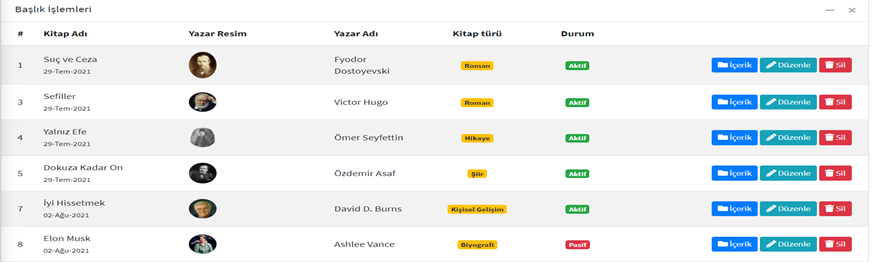 Başlık İşlemleri
# Kitap Adı Yazar Resim Yazar Adı Kitap türü Durum
1 Suç ve Ceza Fyodor Dostoyevski Roman Aktif İçerik Düzenle Sil
29-Tem-2021
3 Sefiller Victor Hugo Roman Aktif İçerik Düzenle Sil
29-Tem-2021
4 Yalnız Efe Ömer Seyfettin Hikaye Aktif İçerik Düzenle Sil
29-Tem-2021
5 Dokuza Kadar On Özdemir Asaf Şiir Aktif İçerik Düzenle Sil
29-Tem-2021
7 İyi Hissetmek David D. Burns Kişisel Gelişim Aktif İçerik Düzenle Sil
02-Ağu-2021
8 Elon Musk Ashlee Vance Biyografi Pasif İçerik Düzenle Sil
02-Ağu-2021